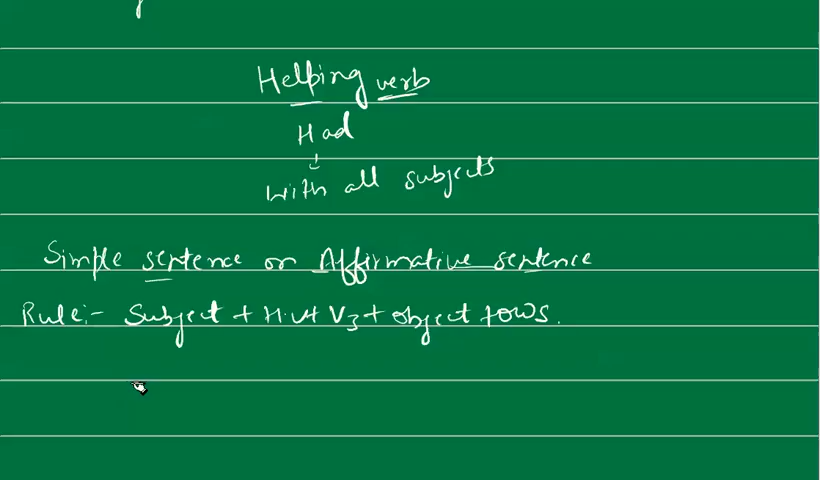 Helping verb
Had
with all subjects
Simple sentence or Affirmative sentence
Rule:- Subject + H.V+ V3 + object + ows.